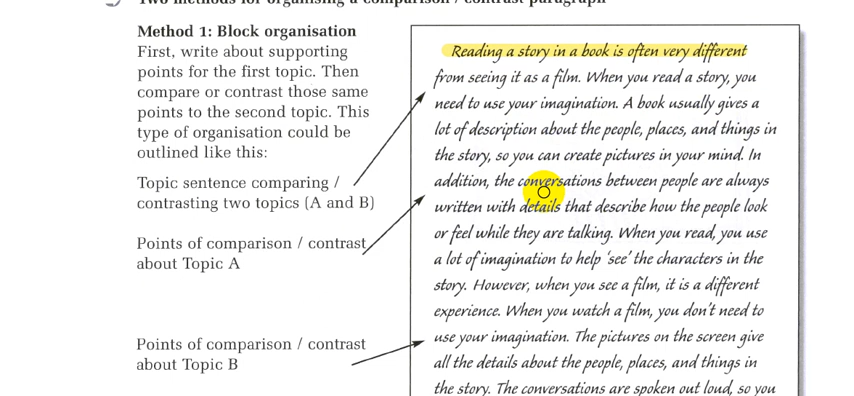 Two methods for organising a comparison / contrast paragraph
Method 1: Block organisation
First, write about supporting
points for the first topic. Then
compare or contrast those same
points to the second topic. This
type of organisation could be
outlined like this:
Topic sentence comparing /
contrasting two topics (A and B)
Points of comparison / contrast
about Topic A
Points of comparison / contrast
about Topic B
Reading a story in a book is often very different
from seeing it as a film. When you read a story, you
need to use your imagination. A book usually gives a
lot of description about the people, places, and things in
the story, so you can create pictures in your mind. In
addition, the conversations between people are always
written with details that describe how the people look
or feel while they are talking. When you read, you use
a lot of imagination to help 'see' the characters in the
story. However, when you see a film, it is a different
experience. When you watch a film, you don't need to
use your imagination. The pictures on the screen give
all the details about the people, places, and things in
the story. The conversations are spoken out loud, so you